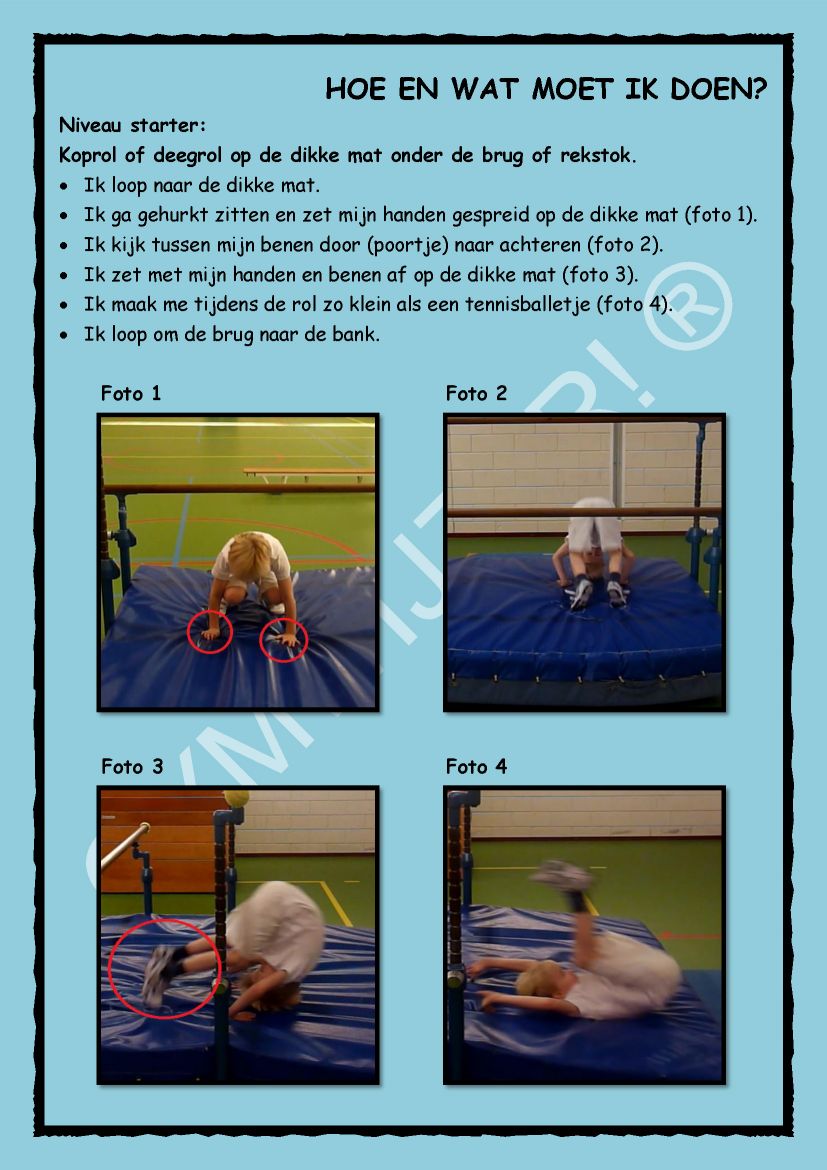 HOE EN WAT MOET IK DOEN?
Niveau starter:
Koprol of deegrol op de dikke mat onder de brug of rekstok.
• Ik loop naar de dikke mat.
• Ik ga gehurkt zitten en zet mijn handen gespreid op de dikke mat (foto 1).
• Ik kijk tussen mijn benen door (poortje) naar achteren (foto 2).
• Ik zet met mijn handen en benen af op de dikke mat (foto 3).
• Ik maak me tijdens de rol zo klein als een tennisballetje (foto 4).
• Ik loop om de brug naar de bank.
Foto 1
Foto 2
Foto 3
Foto 4